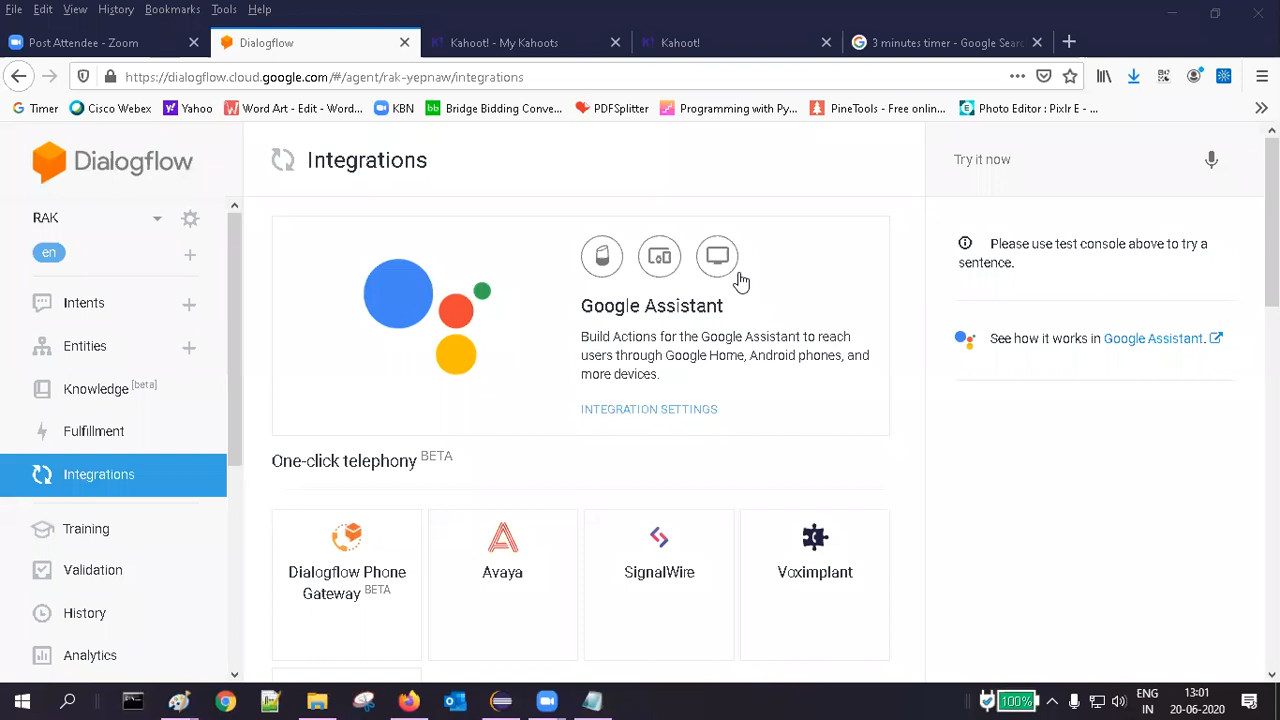 File Edit View History Bookmarks Tools Help
Post Attendee - Zoom
Dialogflow
Kahoot! - My Kahoots
Kahoot!
3 minutes timer - Google Sear
https://dialogflow.cloud.google.com/#/agent/rak-yepnaw/integrations
Timer Cisco Webex Yahoo Word Art - Edit - Word... KBN Bridge Bidding Conve... PDFSplitter Programming with Py... PineTools - Free onlin... Photo Editor : Pixlr E - ...
Dialogflow
RAK
en
Intents
Entities
Knowledge [beta]
Fulfillment
Integrations
Training
Validation
History
Analytics
Integrations
Google Assistant
Build Actions for the Google Assistant to reach
users through Google Home, Android phones, and
more devices.
INTEGRATION SETTINGS
One-click telephony BETA
Dialogflow Phone
Gateway BETA
Avaya
SignalWire
Voximplant
Try it now
Please use test console above to try a
sentence.
See how it works in Google Assistant.
100%
ENG
IN
13:01
20-06-2020